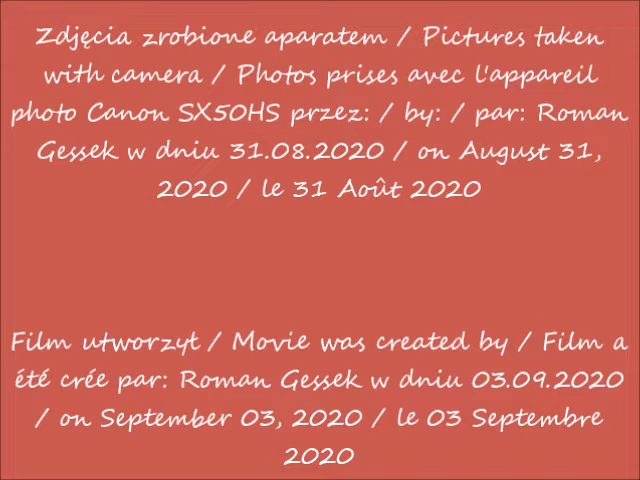 Zdjęcia zrobione aparatem / Pictures taken
with camera / Photos prises avec l'appareil
photo Canon SX50HS przez: / by: / par: Roman
Gessek w dniu 31.08.2020 / on August 31,
2020 / le 31 Août 2020
Film utworzył / Movie was created by / Film a
été crée par: Roman Gessek w dniu 03.09.2020
/ on September 03, 2020 / le 03 Septembre
2020